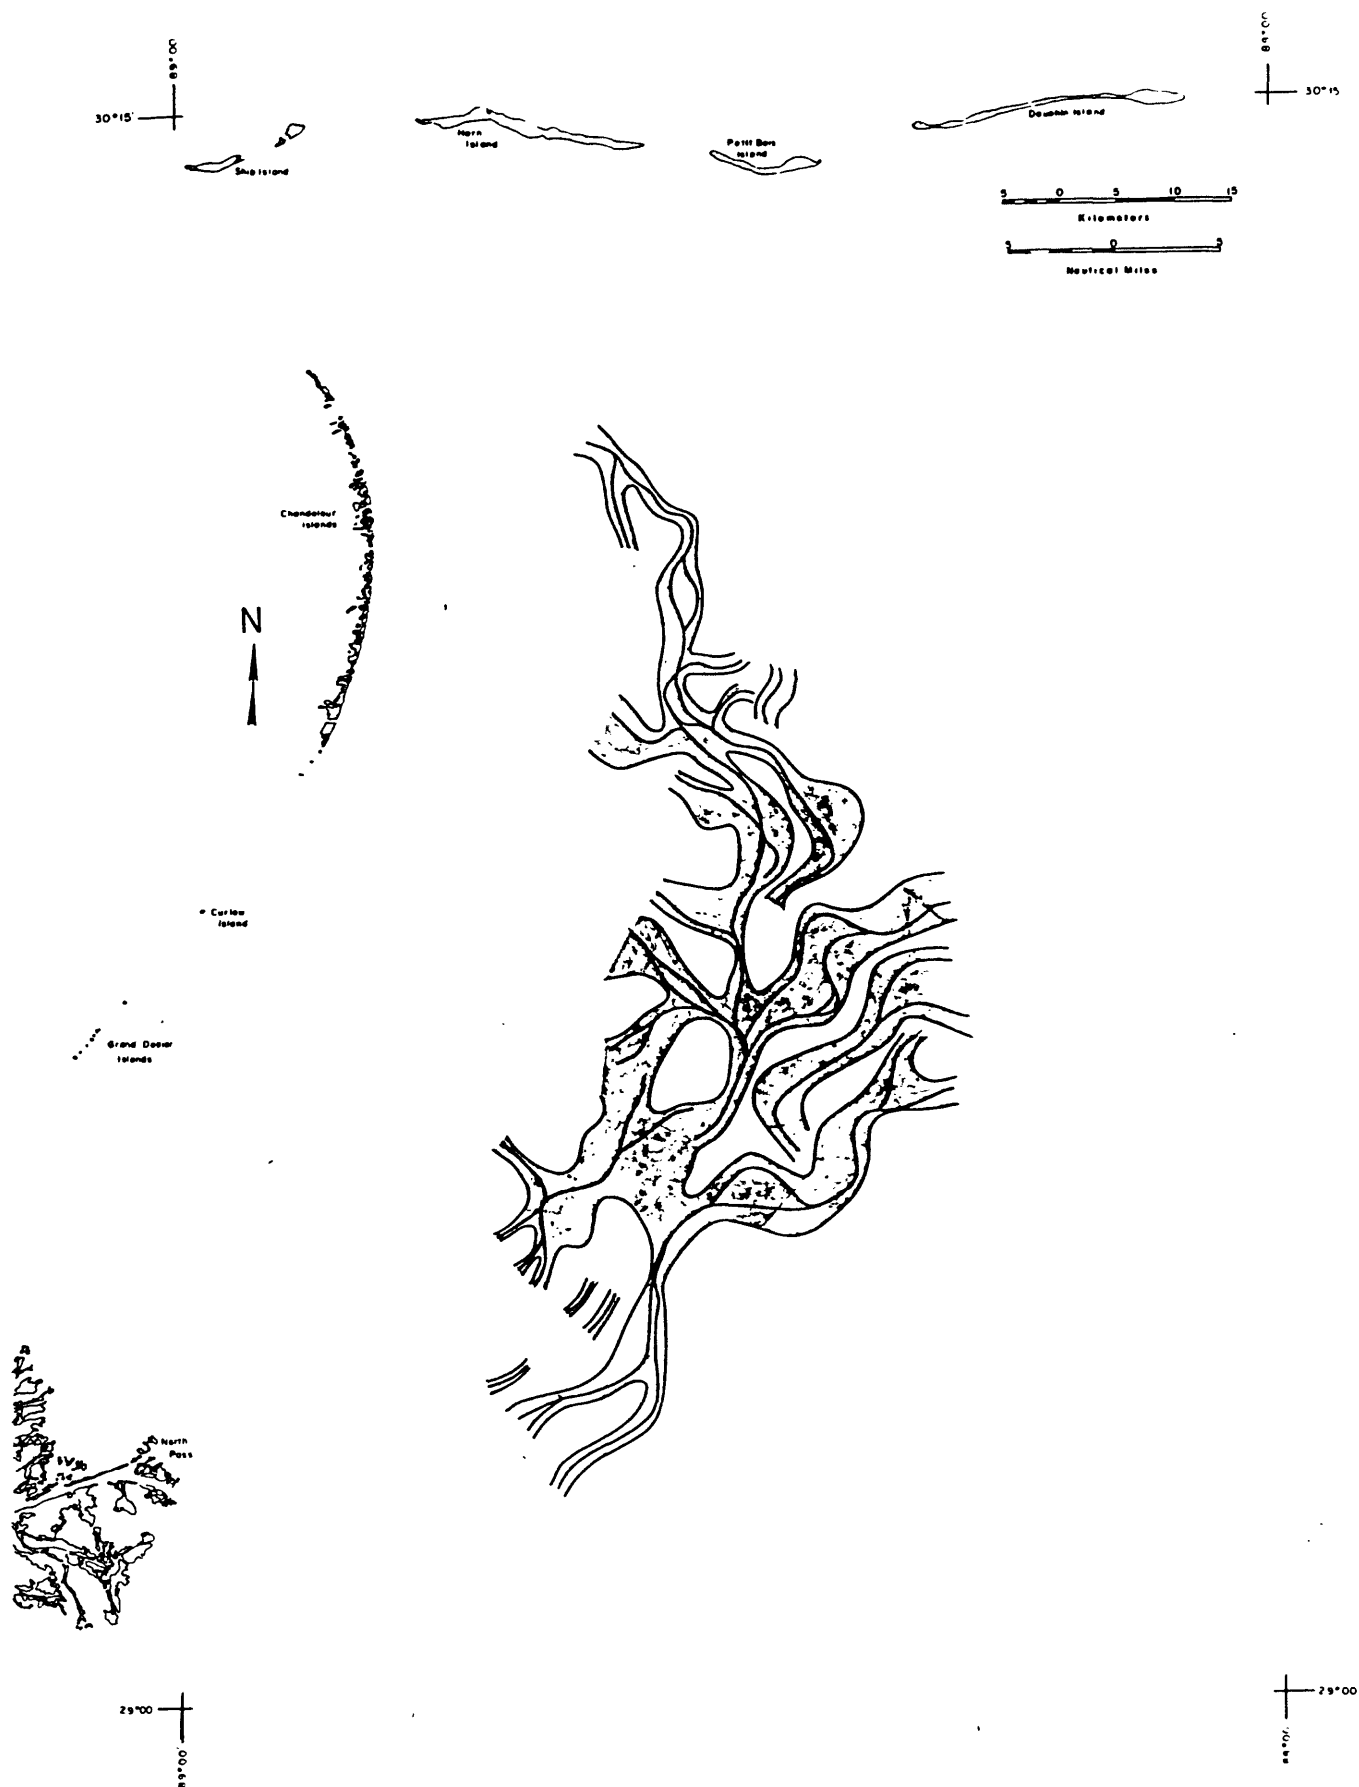 89°00'
30°15'
30°15
Ship Island
Horn
Island
Petit Bois
Island
Dauphin Island
5 0 5 10 15
Kilometers
5 0 5
Nautical Miles
Chandeleur
Islands
N
Curlew
Island
Grand Gosier
Islands
North
Pass
29°00
29°00
89°00'